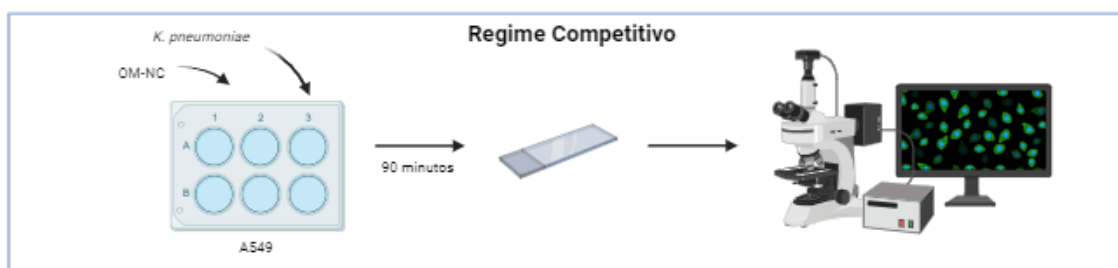 Regime Competitivo
K. pneumoniae
OM-NC
1 2 3
A
B
90 minutos
A549